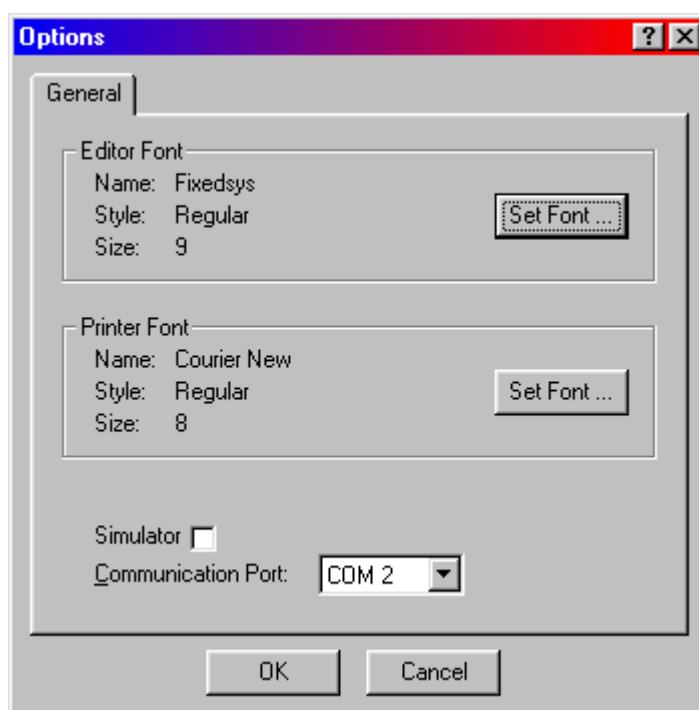 Options
General
Editor Font
Name: Fixedsys
Style: Regular
Size: 9
Set Font ...
Printer Font
Name: Courier New
Style: Regular
Size: 8
Set Font ...
Simulator
Communication Port: COM 2
OK Cancel